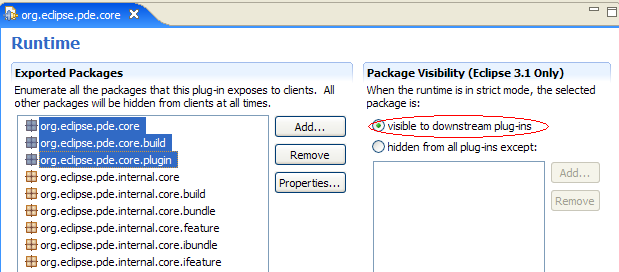 org.eclipse.pde.core
Runtime
Exported Packages
Enumerate all the packages that this plug-in exposes to clients. All
other packages will be hidden from clients at all times.
org.eclipse.pde.core
org.eclipse.pde.core.build
org.eclipse.pde.core.plugin
org.eclipse.pde.internal.core
org.eclipse.pde.internal.core.build
org.eclipse.pde.internal.core.bundle
org.eclipse.pde.internal.core.feature
org.eclipse.pde.internal.core.ibundle
org.eclipse.pde.internal.core.ifeature
Add...
Remove
Properties...
Package Visibility (Eclipse 3.1 Only)
When the runtime is in strict mode, the selected
package is:
visible to downstream plug-ins
hidden from all plug-ins except:
Add...
Remove